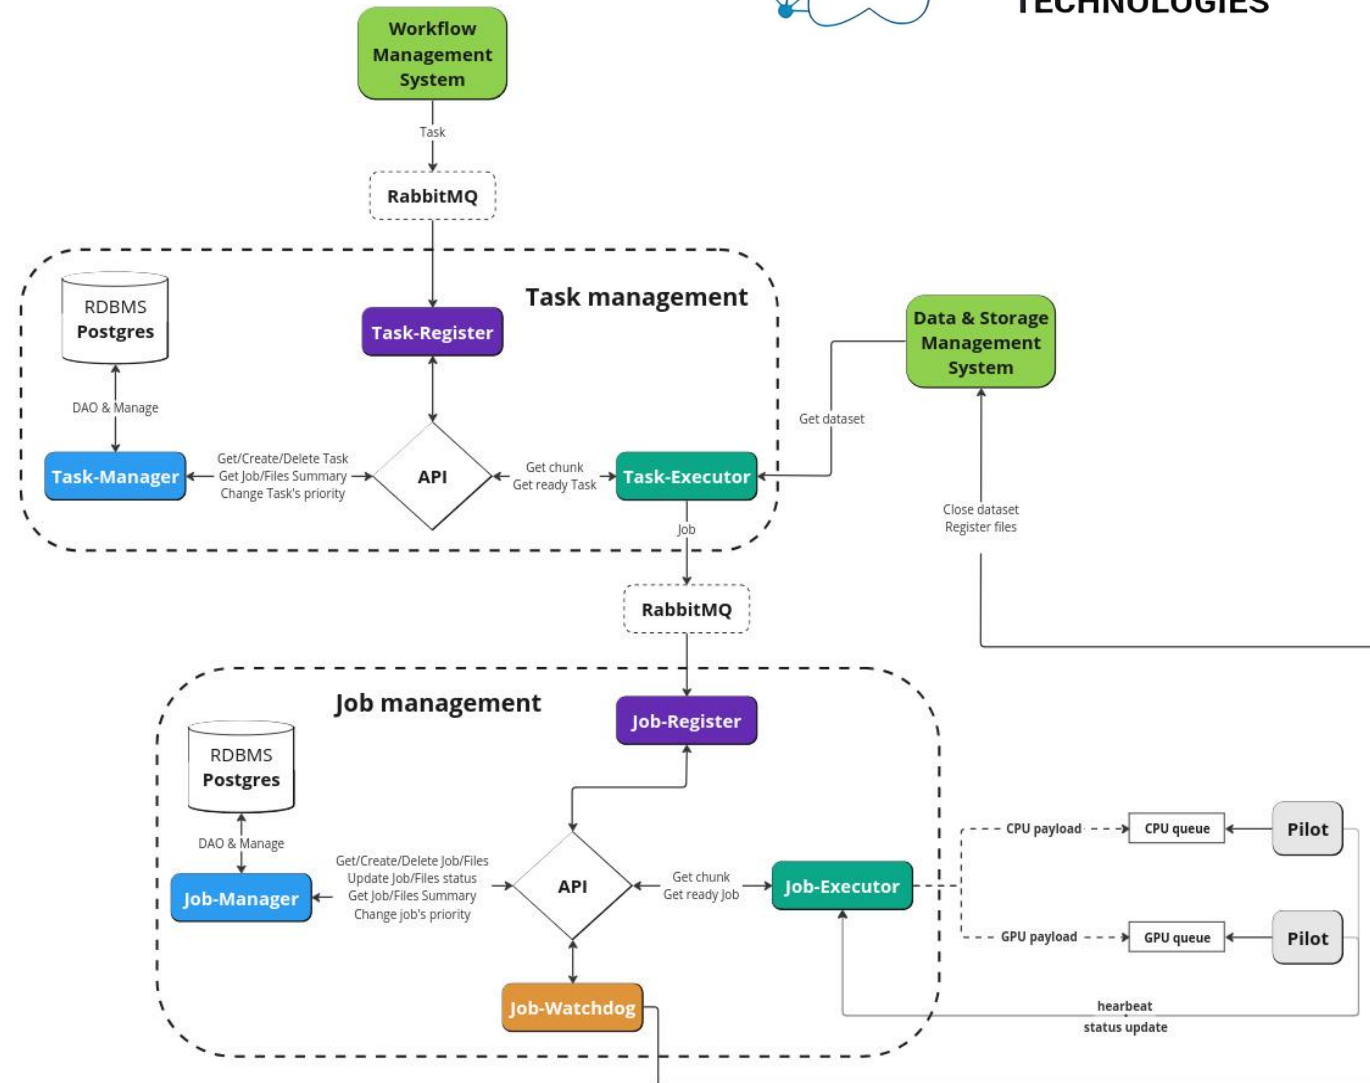 TECHNOLOGIES
Workflow
Management
System
Task
RabbitMQ
Task management
RDBMS
Postgres
Task-Register
Data & Storage
Management
System
DAO & Manage
Get dataset
Task-Manager
Get/Create/Delete Task
Get Job/Files Summary
Change Task's priority
API
Get chunk
Get ready Task
Task-Executor
Job
Close dataset
Register files
RabbitMQ
Job management
Job-Register
RDBMS
Postgres
DAO & Manage
Job-Manager
Get/Create/Delete Job/Files
Update Job/Files status
Get Job/Files Summary
Change job's priority
API
Get chunk
Get ready Job
Job-Executor
CPU payload
CPU queue
Pilot
GPU payload
GPU queue
Pilot
Job-Watchdog
hearbeat
status update